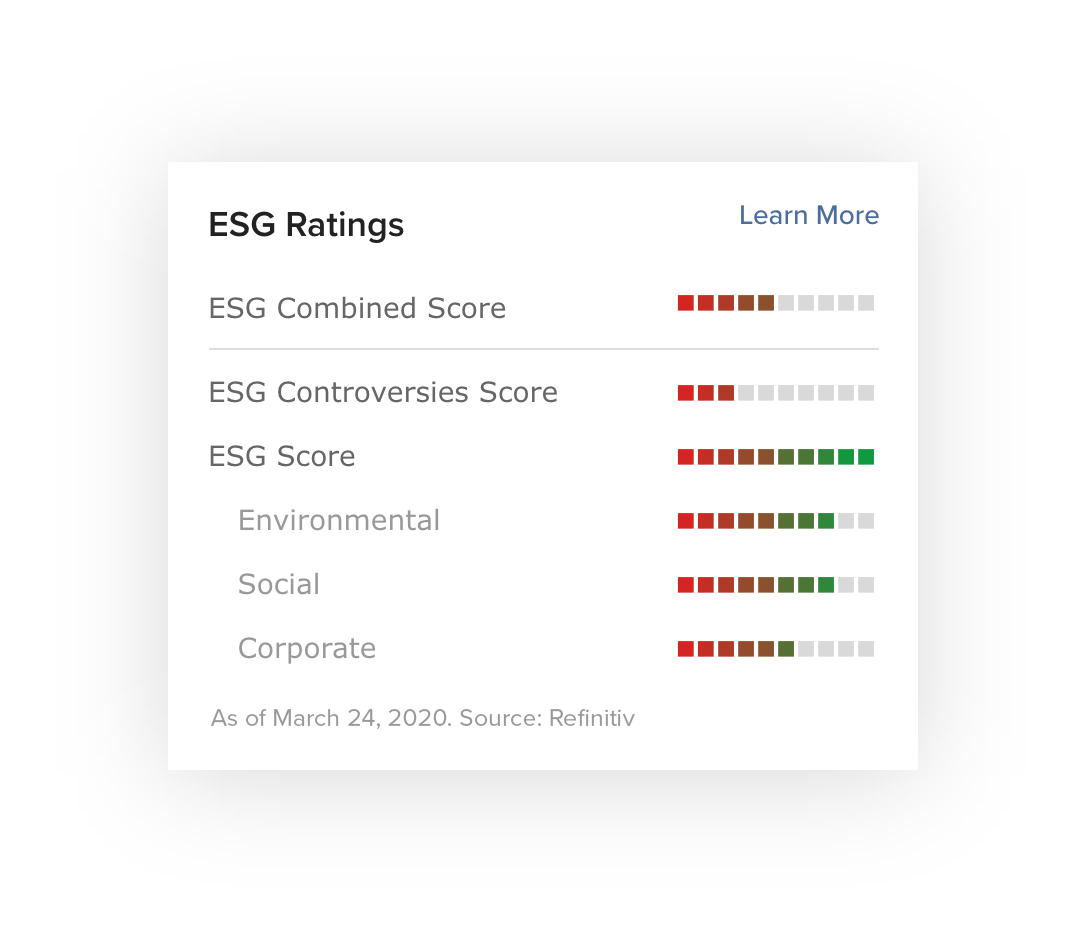 ESG Ratings
Learn More
ESG Combined Score
ESG Controversies Score
ESG Score
Environmental
Social
Corporate
As of March 24, 2020. Source: Refinitiv